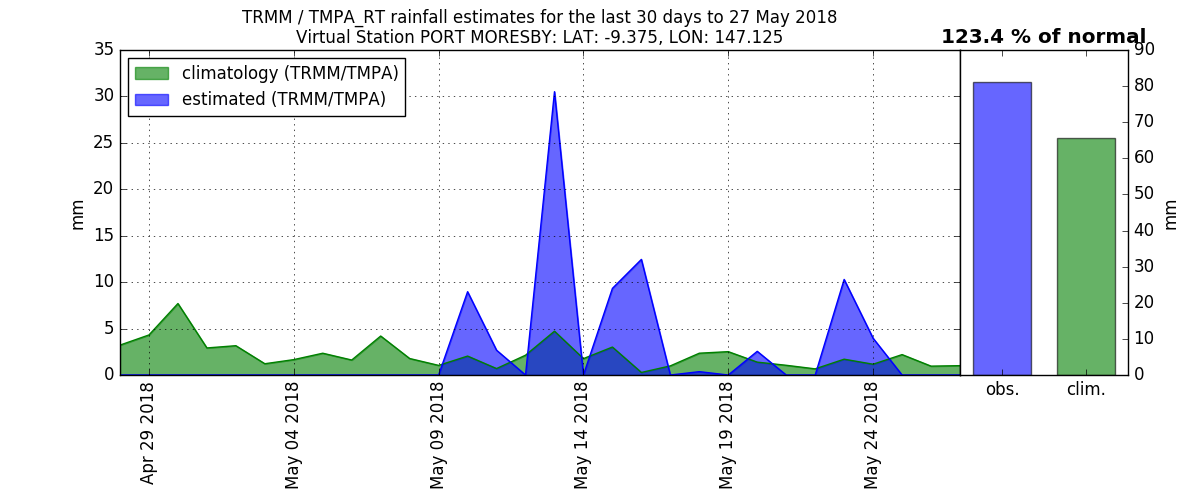 TRMM / TMPA_RT rainfall estimates for the last 30 days to 27 May 2018
Virtual Station PORT MORESBY: LAT: -9.375, LON: 147.125
123.4 % of normal
climatology (TRMM/TMPA)
estimated (TRMM/TMPA)
35
30
25
20
15
10
5
0
mm
Apr 29 2018
May 04 2018
May 09 2018
May 14 2018
May 19 2018
May 24 2018
obs.
clim.
90
80
70
60
50
40
30
20
10
0
mm